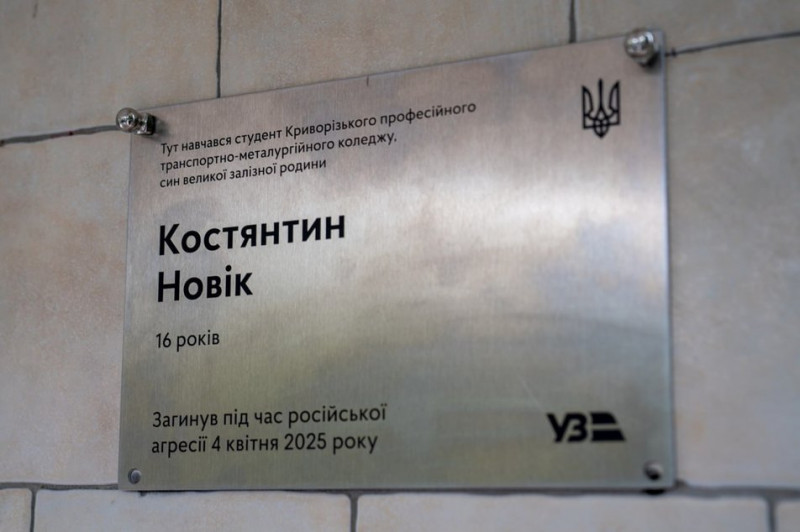 Тут навчався студент Криворізького професійного
транспортно-металургійного коледжу,
син великої залізної родини
Костянтин
Новік
16 років
Загинув під час російської
агресії 4 квітня 2025 року
УЗ